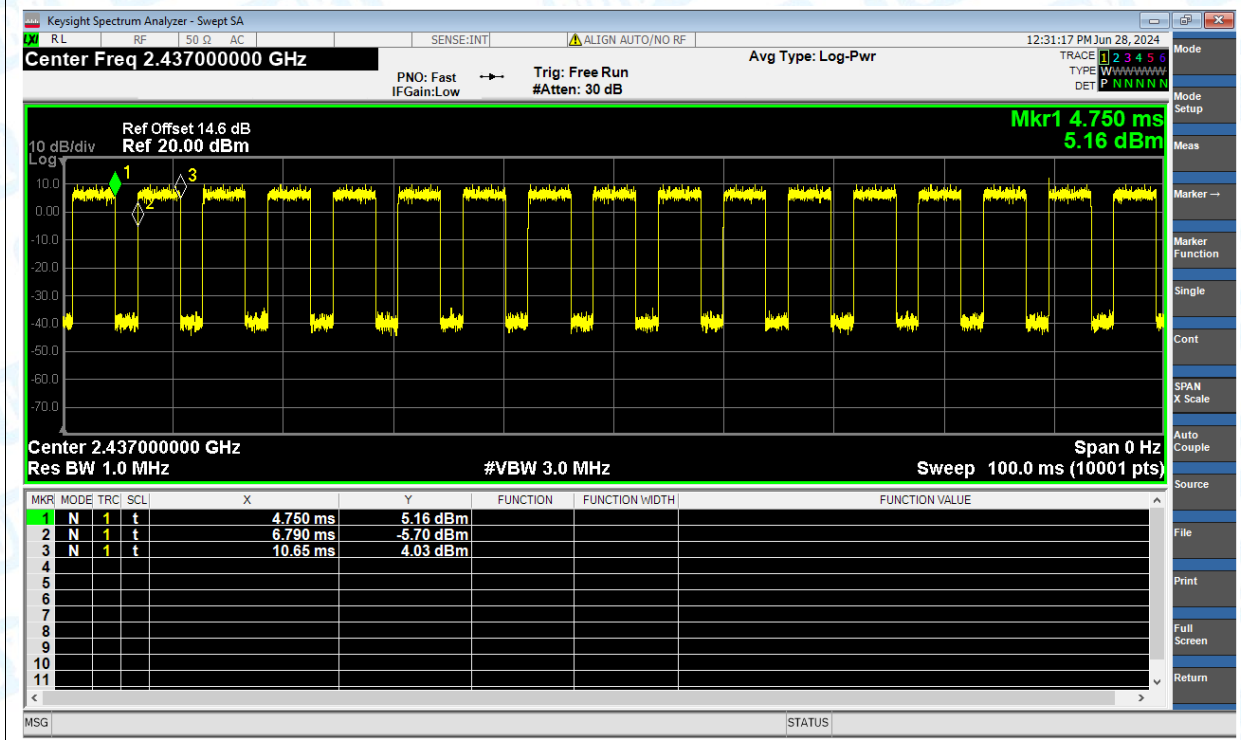 Keysight Spectrum Analyzer - Swept SA
LXI RL RF 50 Ω AC SENSE:INT ALIGN AUTO/NO RF 12:31:17 PM Jun 28, 2024
Center Freq 2.437000000 GHz
PNO: Fast
IFGain:Low
Trig: Free Run
#Atten: 30 dB
Avg Type: Log-Pwr
TRACE 1 2 3 4 5 6
TYPE WWWWWW
DET P N N N N N
Ref Offset 14.6 dB
10 dB/div Ref 20.00 dBm
Log
Mkr1 4.750 ms
5.16 dBm
10.0
0.00
-10.0
-20.0
-30.0
-40.0
-50.0
-60.0
-70.0
1
2
3
Center 2.437000000 GHz Span 0 Hz
Res BW 1.0 MHz #VBW 3.0 MHz Sweep 100.0 ms (10001 pts)
MKR MODE TRC SCL X Y FUNCTION FUNCTION WIDTH FUNCTION VALUE
1 N 1 t 4.750 ms 5.16 dBm
2 N 1 t 6.790 ms -5.70 dBm
3 N 1 t 10.65 ms 4.03 dBm
4
5
6
7
8
9
10
11
MSG STATUS
Mode
Mode
Setup
Meas
Marker →
Marker
Function
Single
Cont
SPAN
X Scale
Auto
Couple
Source
File
Print
Full
Screen
Return